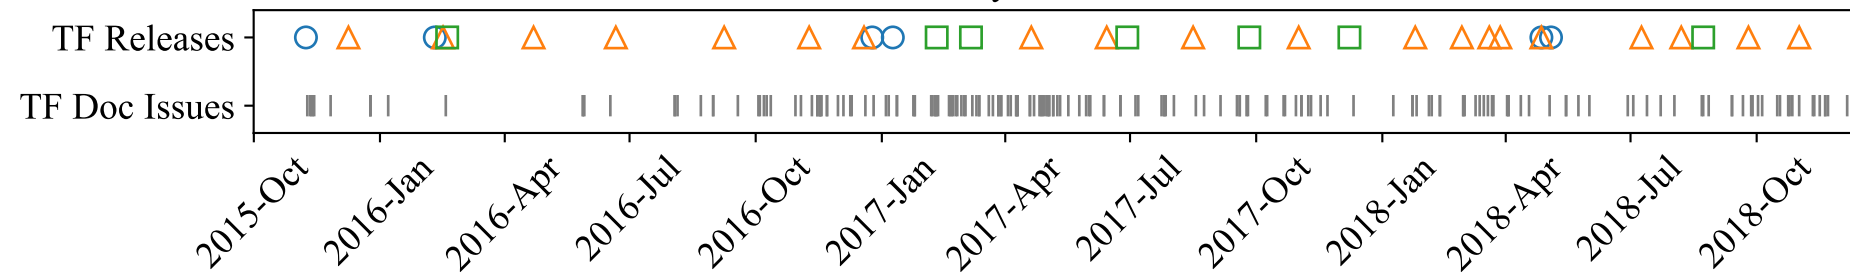 TF Releases
TF Doc Issues
2015-Oct
2016-Jan
2016-Apr
2016-Jul
2016-Oct
2017-Jan
2017-Apr
2017-Jul
2017-Oct
2018-Jan
2018-Apr
2018-Jul
2018-Oct